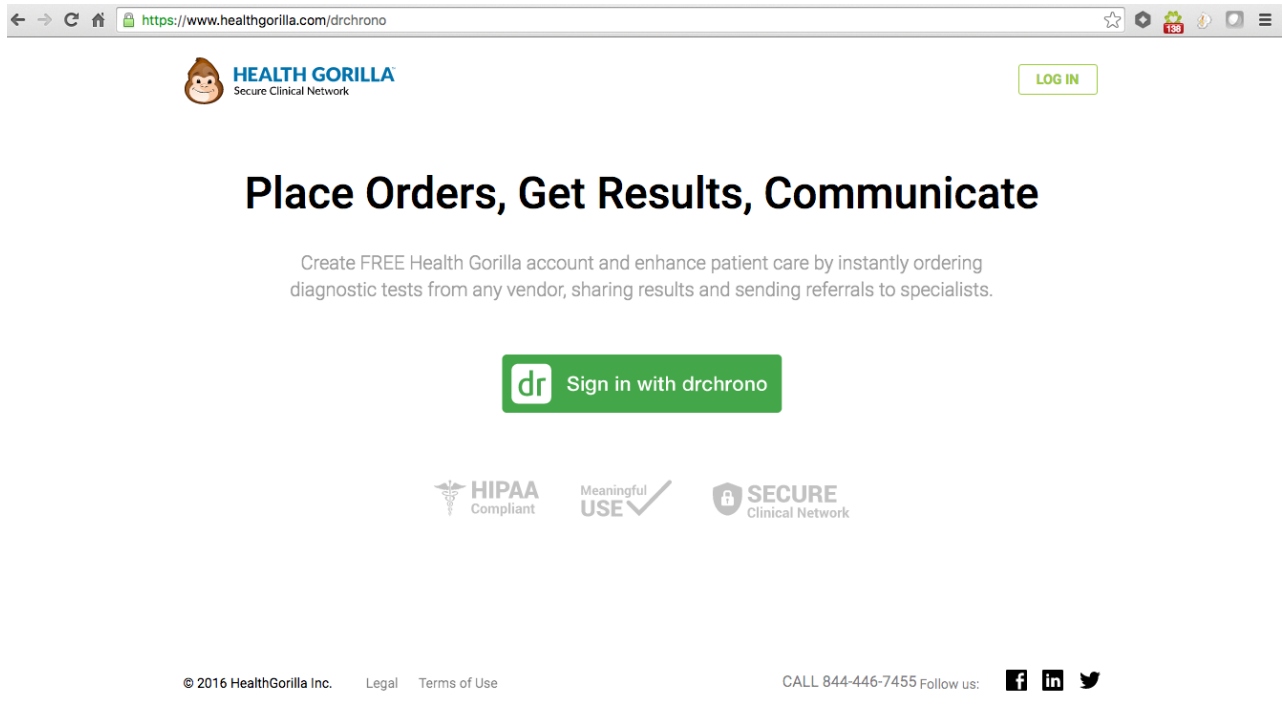 https://www.healthgorilla.com/drchrono
138
HEALTH GORILLA™
Secure Clinical Network
LOG IN
Place Orders, Get Results, Communicate
Create FREE Health Gorilla account and enhance patient care by instantly ordering
diagnostic tests from any vendor, sharing results and sending referrals to specialists.
dr Sign in with drchrono
HIPAA
Compliant
Meaningful
USE
SECURE
Clinical Network
© 2016 HealthGorilla Inc. Legal Terms of Use CALL 844-446-7455 Follow us: